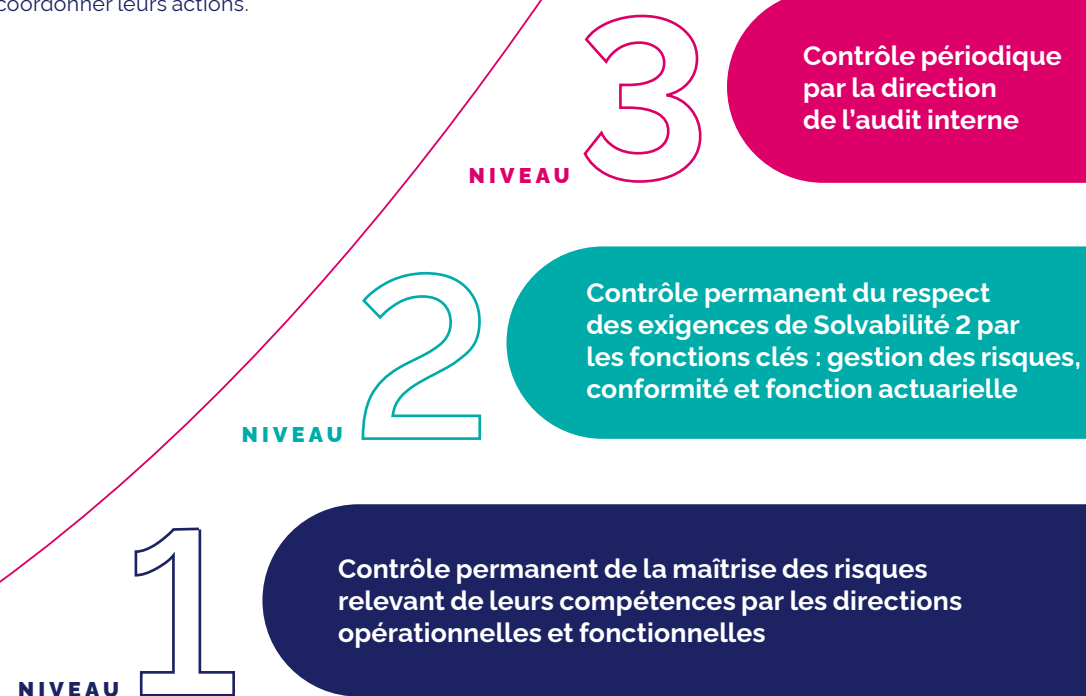 coordonner leurs actions.
NIVEAU 3
Contrôle périodique
par la direction
de l'audit interne
NIVEAU 2
Contrôle permanent du respect
des exigences de Solvabilité 2 par
les fonctions clés : gestion des risques,
conformité et fonction actuarielle
NIVEAU 1
Contrôle permanent de la maîtrise des risques
relevant de leurs compétences par les directions
opérationnelles et fonctionnelles